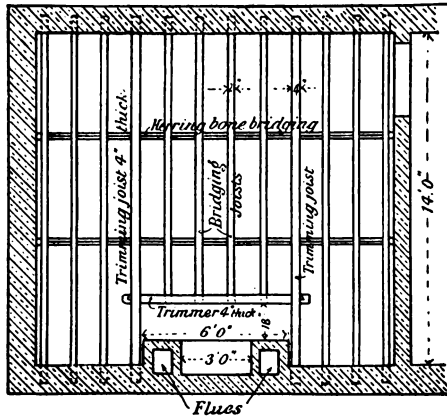 4"
Herring bone bridging
Trimming joist 4" thick
Bridging
Joists
Trimming joist
14'.0"
Trimmer 4" thick
6'.0"
18
3'.0"
Flues